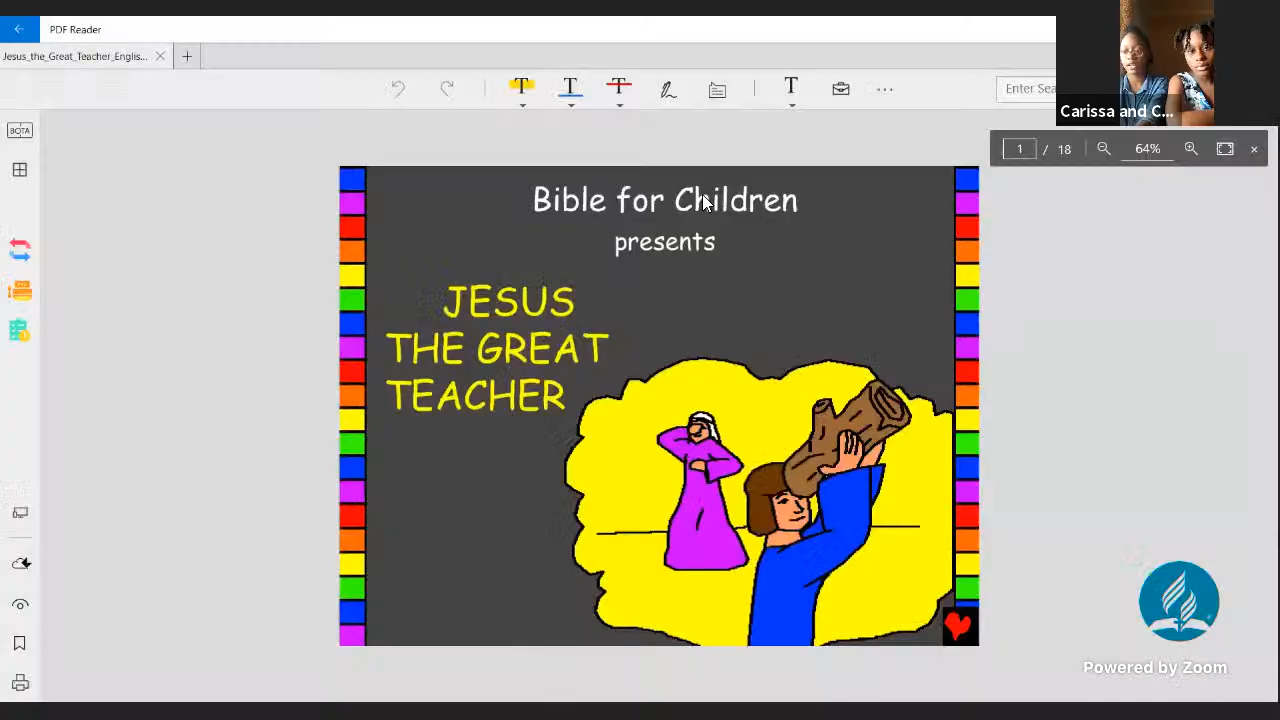 PDF Reader
Jesus_the_Great_Teacher_Englis...
T T T T
Enter Sea
Carissa and C...
BOTA
1 / 18
64%
Bible for Children
presents
JESUS
THE GREAT
TEACHER
Powered by Zoom